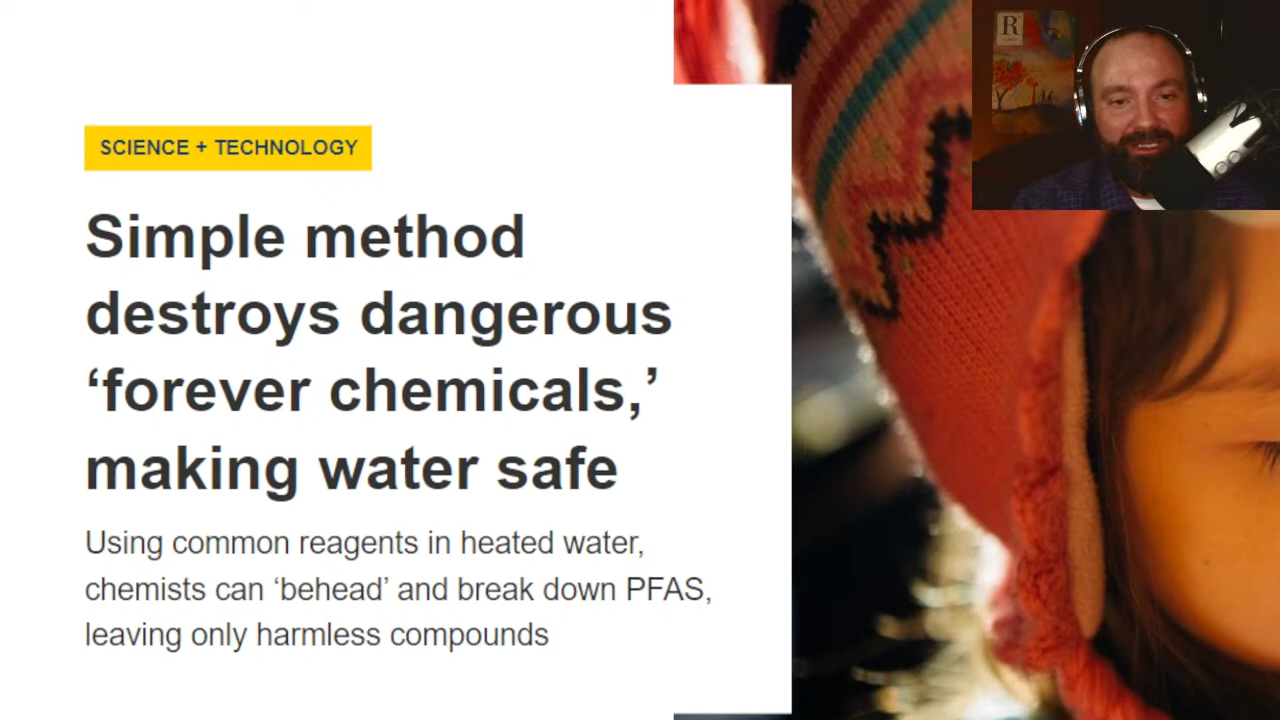 SCIENCE + TECHNOLOGY
Simple method
destroys dangerous
‘forever chemicals,’
making water safe
Using common reagents in heated water,
chemists can ‘behead’ and break down PFAS,
leaving only harmless compounds
R